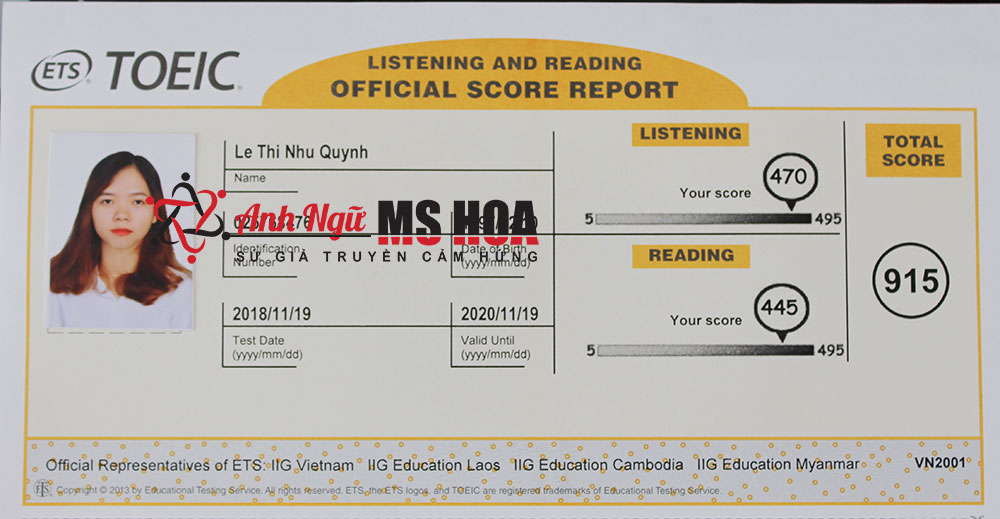 ETS TOEIC
LISTENING AND READING
OFFICIAL SCORE REPORT
Le Thi Nhu Quynh
Name
Identification
Number
Date of Birth
(yyyy/mm/dd)
Anh Ngữ MS HOA
SỨ GIẢ TRUYỀN CẢM HỨNG
2018/11/19
Test Date
(yyyy/mm/dd)
2020/11/19
Valid Until
(yyyy/mm/dd)
LISTENING
Your score
470
5
495
READING
Your score
445
5
495
TOTAL
SCORE
915
Official Representatives of ETS: IIG Vietnam IIG Education Laos IIG Education Cambodia IIG Education Myanmar
VN2001
Copyright © 2013 by Educational Testing Service. All rights reserved. ETS, the ETS logos, and TOEIC are registered trademarks of Educational Testing Service.